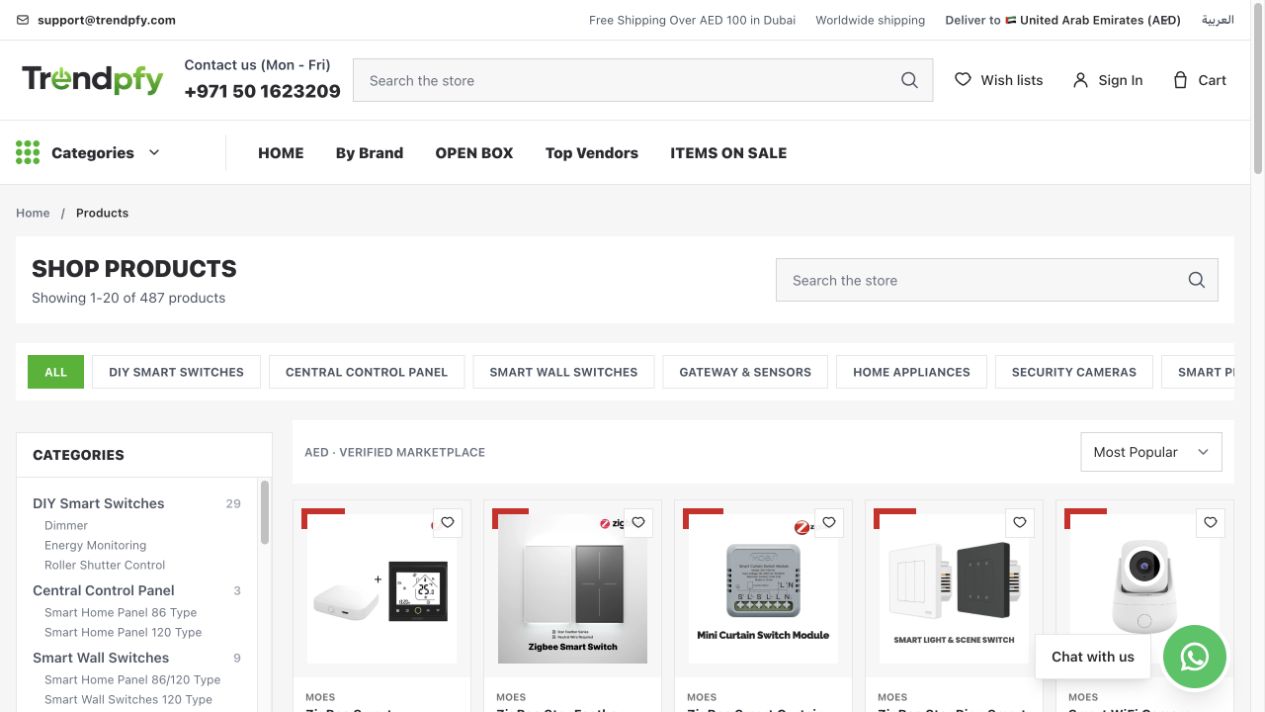 support@trendpfy.com
Free Shipping Over AED 100 in Dubai
Worldwide shipping
Deliver to United Arab Emirates (AED)
العربية
Trendpfy
Contact us (Mon - Fri)
+971 50 1623209
Search the store
Wish lists
Sign In
Cart
Categories
HOME
By Brand
OPEN BOX
Top Vendors
ITEMS ON SALE
Home / Products
SHOP PRODUCTS
Showing 1-20 of 487 products
Search the store
ALL
DIY SMART SWITCHES
CENTRAL CONTROL PANEL
SMART WALL SWITCHES
GATEWAY & SENSORS
HOME APPLIANCES
SECURITY CAMERAS
SMART
CATEGORIES
DIY Smart Switches 29
Dimmer
Energy Monitoring
Roller Shutter Control
Central Control Panel 3
Smart Home Panel 86 Type
Smart Home Panel 120 Type
Smart Wall Switches 9
Smart Home Panel 86/120 Type
Smart Wall Switches 120 Type
AED · VERIFIED MARKETPLACE
Most Popular
Zigbee Smart Switch
Mini Curtain Switch Module
SMART LIGHT & SCENE SWITCH
MOES
MOES
MOES
MOES
MOES
Chat with us